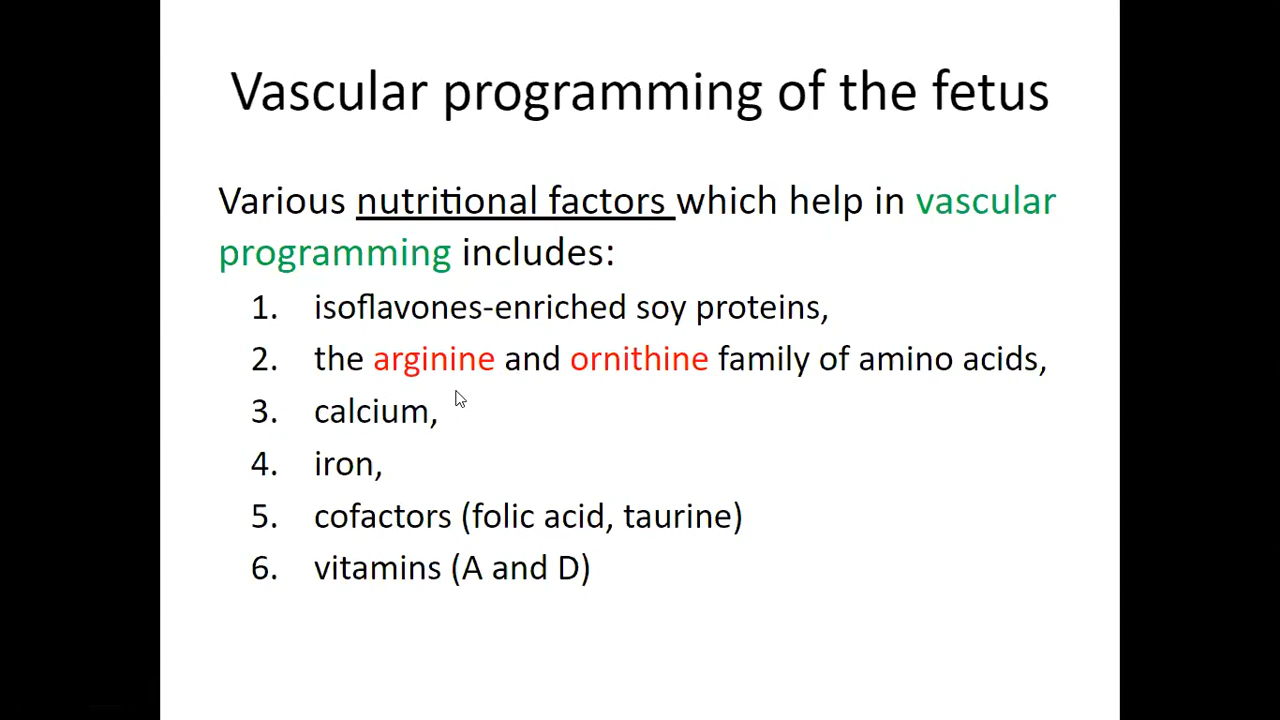 Vascular programming of the fetus
Various nutritional factors which help in vascular
programming includes:
1. isoflavones-enriched soy proteins,
2. the arginine and ornithine family of amino acids,
3. calcium,
4. iron,
5. cofactors (folic acid, taurine)
6. vitamins (A and D)